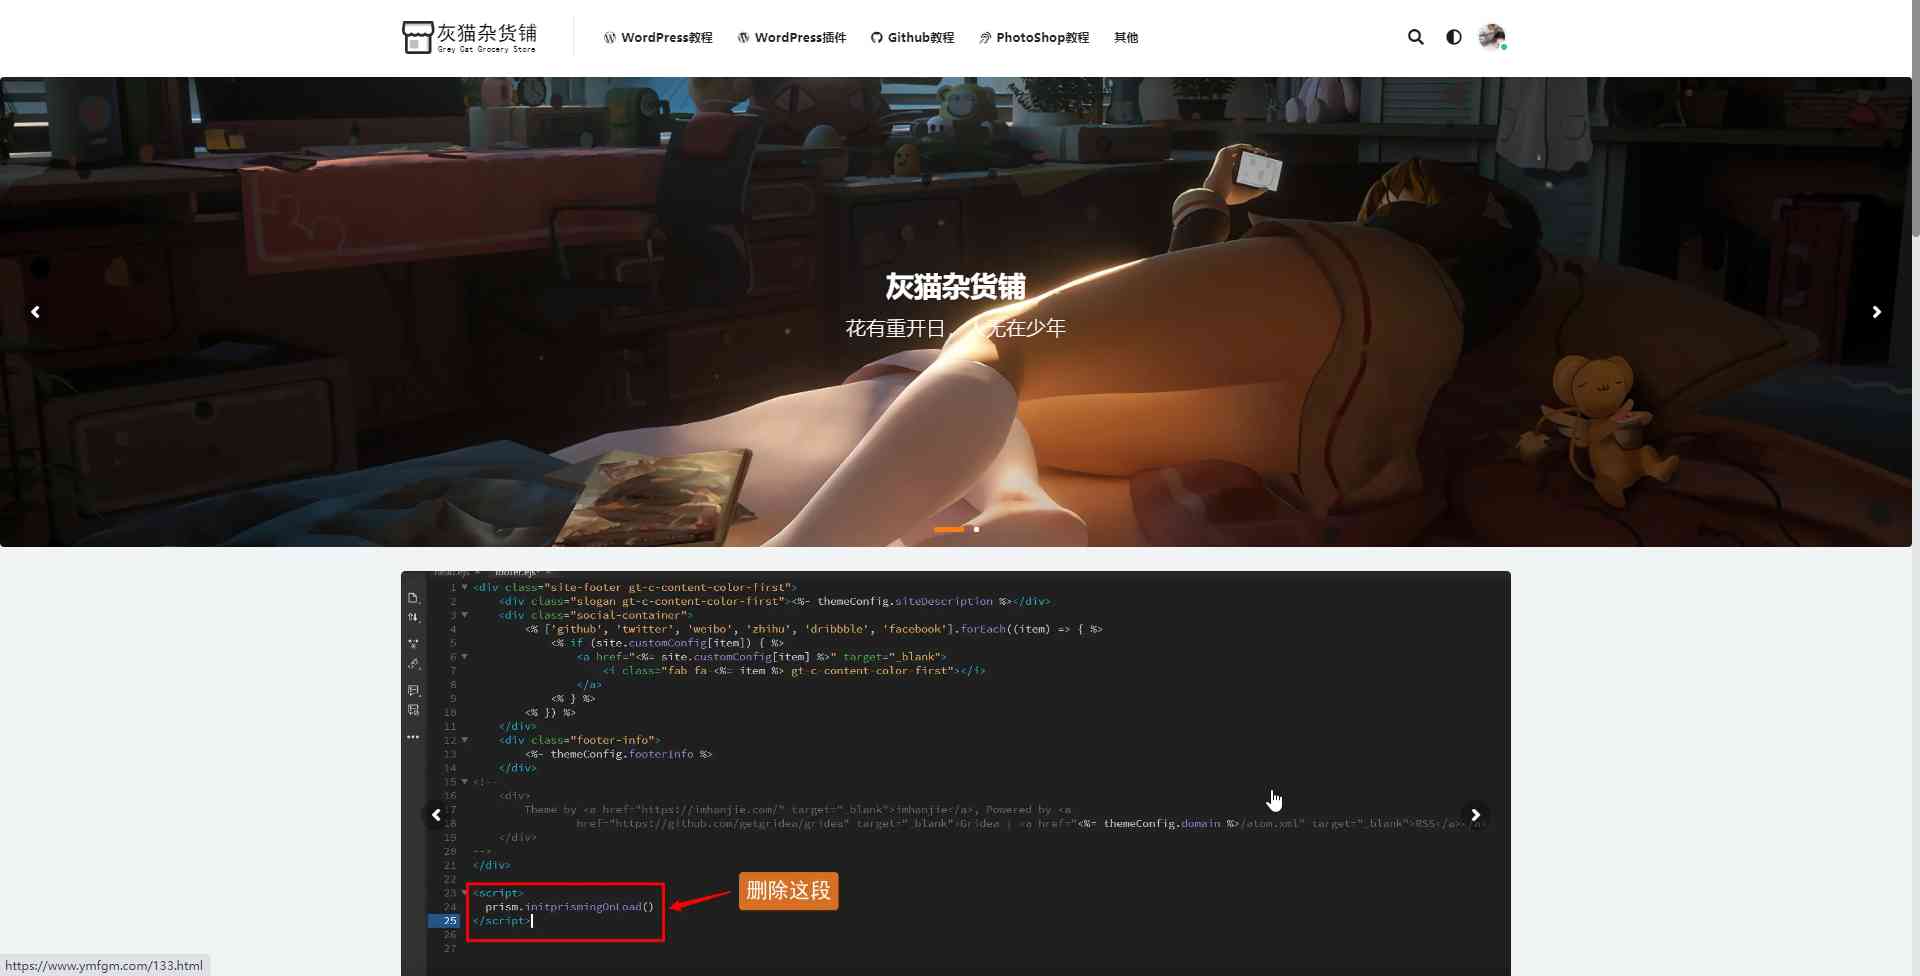 灰猫杂货铺
Grey Cat Grocery Store
WordPress教程
WordPress插件
Github教程
PhotoShop教程
其他
灰猫杂货铺
花有重开日，人无在少年
1 <div class="site-footer gt-c-content-color-first">
2 <div class="slogan gt-c-content-color-first"><%- themeConfig.siteDescription %></div>
3 <div class="social-container">
4 <% ['github', 'twitter', 'weibo', 'zhihu', 'dribbble', 'facebook'].forEach((item) => { %>
5 <% if (site.customConfig[item]) { %>
6 <a href="<%= site.customConfig[item] %>" target="_blank">
7 <i class="fab fa-<%= item %> gt-c-content-color-first"></i>
8 </a>
9 <% } %>
10 <% }) %>
11 </div>
12 <div class="footer-info">
13 <%- themeConfig.footerInfo %>
14 </div>
15 <!--
16 <div>
17 Theme by <a href="https://imhanjie.com/" target="_blank">imhanjie</a>, Powered by <a
18 href="https://github.com/getgridea/gridea" target="_blank">Gridea | <a href="<%= themeConfig.domain %>/atom.xml" target="_blank">RSS</a></a>
19 </div>
20 -->
21 </div>
22
23 <script>
24 prism.initprismingOnLoad()
25 </script>
26
27
删除这段
https://www.ymfgm.com/133.html